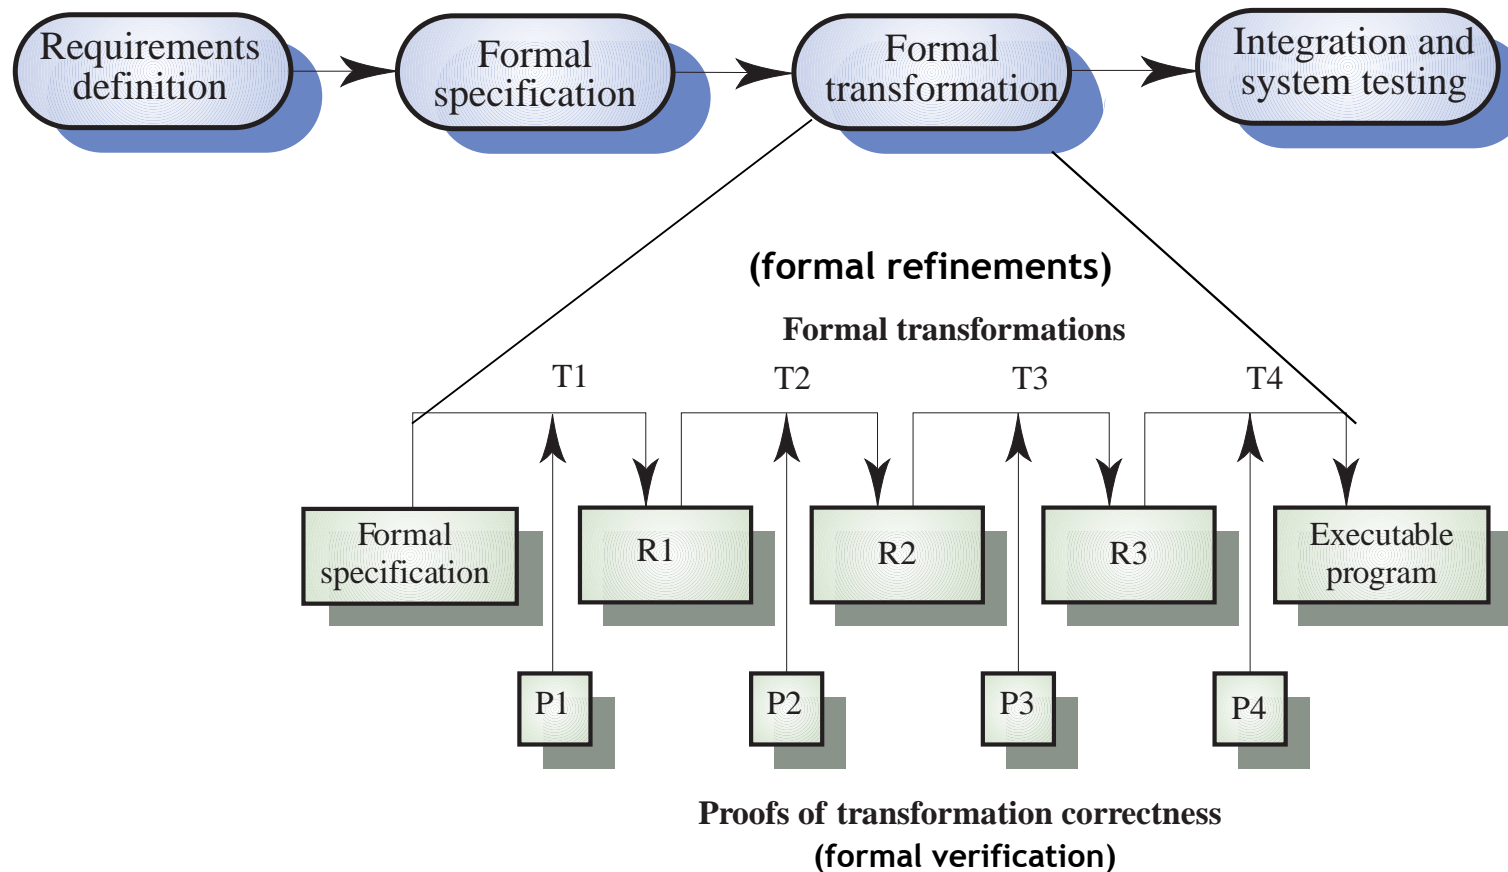 Requirements
definition
Formal
specification
Formal
transformation
Integration and
system testing
(formal refinements)
Formal transformations
T1
T2
T3
T4
Formal
specification
R1
R2
R3
Executable
program
P1
P2
P3
P4
Proofs of transformation correctness
(formal verification)